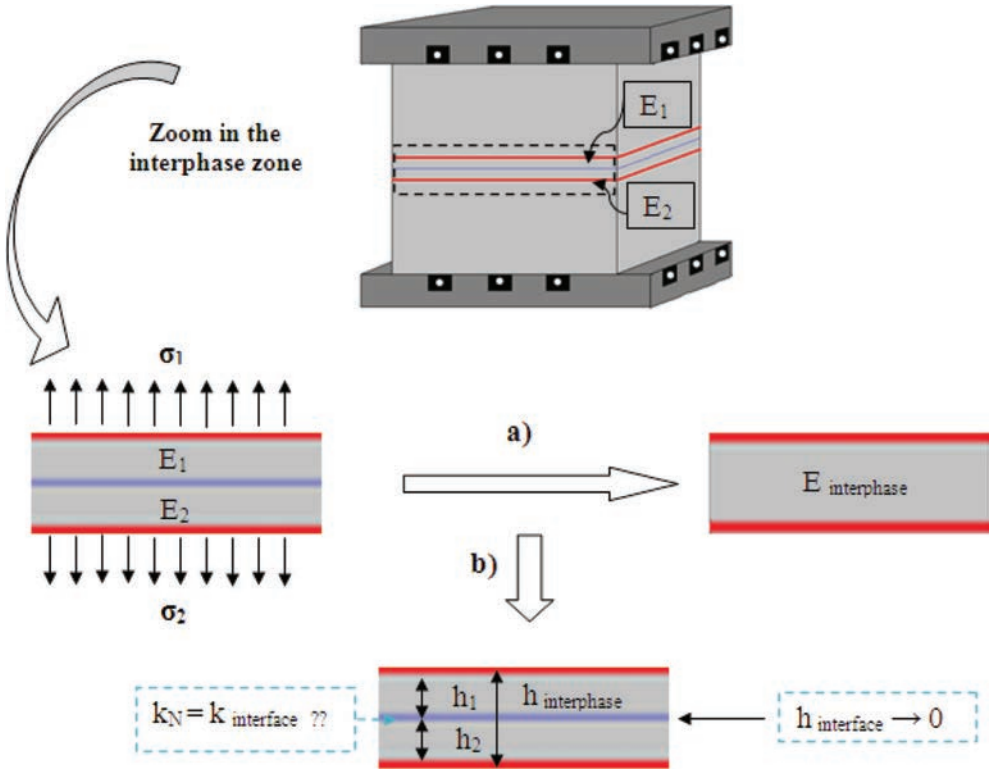 E1
Zoom in the
interphase zone
E2
σ1
a)
E1
E interphase
E2
b)
σ2
h1
h interphase
kN = k interface ??
h interface → 0
h2